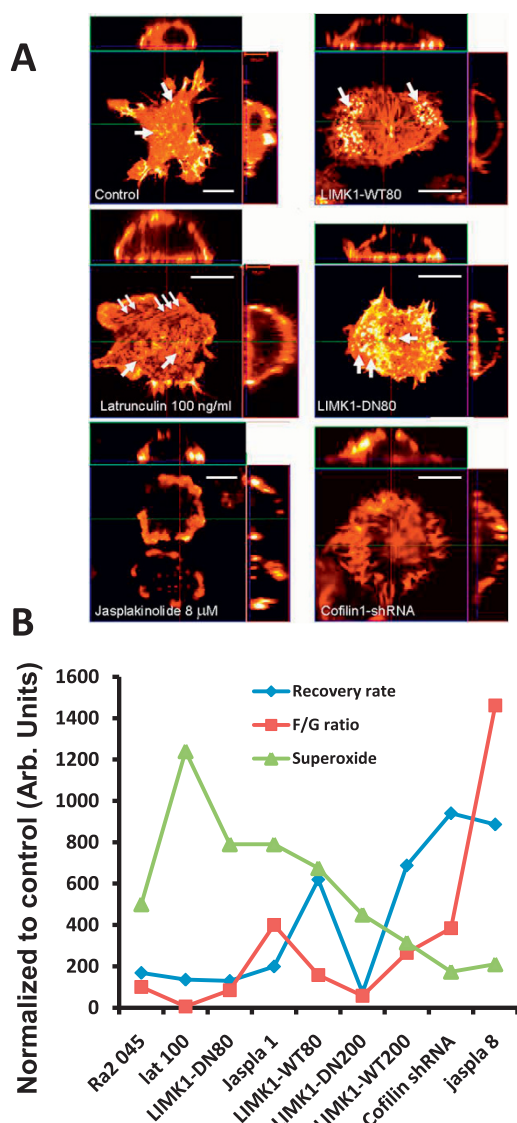 A
Control
LIMK1-WT80
Latrunculin 100 ng/ml
LIMK1-DN80
Jasplakinolide 8 µM
Cofilin1-shRNA
B
Normalized to control (Arb. Units)
1600
1400
1200
1000
800
600
400
200
0
Recovery rate
F/G ratio
Superoxide
Ra2 045
lat 100
LIMK1-DN80
Jaspla 1
LIMK1-WT80
LIMK1-DN200
LIMK1-WT200
Cofilin shRNA
jaspla 8